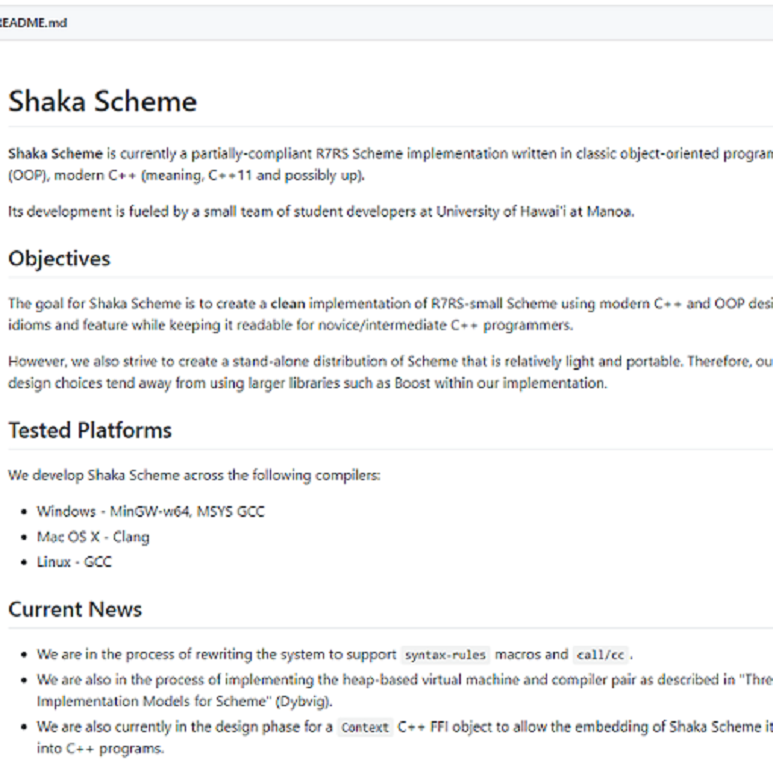 README.md
Shaka Scheme
Shaka Scheme is currently a partially-compliant R7RS Scheme implementation written in classic object-oriented
(OOP), modern C++ (meaning, C++11 and possibly up).
Its development is fueled by a small team of student developers at University of Hawai'i at Manoa.
Objectives
The goal for Shaka Scheme is to create a clean implementation of R7RS-small Scheme using modern C++ and OOP
idioms and feature while keeping it readable for novice/intermediate C++ programmers.
However, we also strive to create a stand-alone distribution of Scheme that is relatively light and portable. Therefore,
design choices tend away from using larger libraries such as Boost within our implementation.
Tested Platforms
We develop Shaka Scheme across the following compilers:
• Windows - MinGW-w64, MSYS GCC
• Mac OS X - Clang
• Linux - GCC
Current News
• We are in the process of rewriting the system to support syntax-rules macros and call/cc .
• We are also in the process of implementing the heap-based virtual machine and compiler pair as described in
Implementation Models for Scheme" (Dybvig).
• We are also currently in the design phase for a Context C++ FFI object to allow the embedding of Shaka Scheme
into C++ programs.